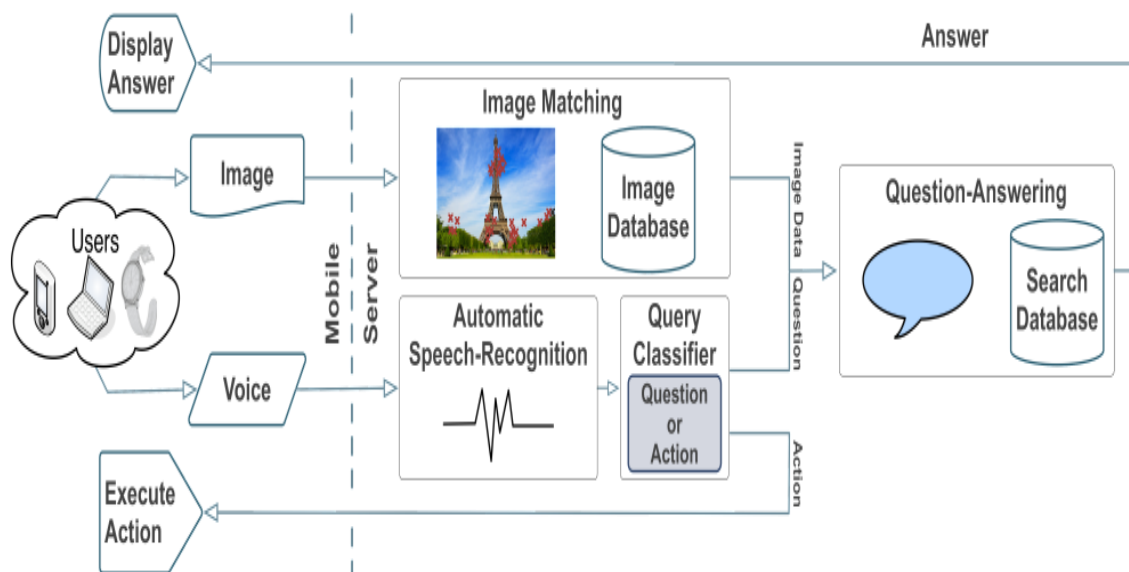 Display
Answer
Answer
Image
Users
Voice
Execute
Action
Mobile
Server
Image Matching
Image
Database
Automatic
Speech-Recognition
Query
Classifier
Question
or
Action
Image Data
Question
Action
Question-Answering
Search
Database